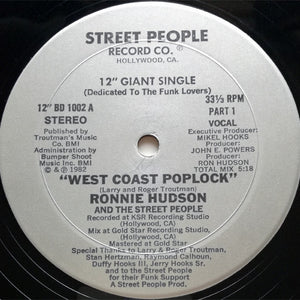 STREET PEOPLE
RECORD CO.®
HOLLYWOOD, CA.
12" GIANT SINGLE
(Dedicated To The Funk Lovers)
12" BD 1002 A
STEREO
Published by
Troutman's Music
Co. BMI
Administration by
Bumper Shoot
Music Inc. BMI
© & ℗ 1982
33⅓ RPM
PART 1
VOCAL
Executive Producer:
MIKEL HOOKS
Producer:
JOHN E. POWERS
Producer:
RON HUDSON
TOTAL MIX: 5:18
"WEST COAST POPLOCK"
(Larry and Roger Troutman)
RONNIE HUDSON
AND THE STREET PEOPLE
Recorded at KSR Recording Studio
(Hollywood, CA)
Mix at Gold Star Recording Studio,
(Hollywood, CA)
Mastered at Gold Star
Special Thanks to Larry & Roger Troutman,
Stan Hertzman, Raymond Calhoun,
Duffy Hooks III, Jerry Hooks Sr.
and to the Street People
for their Funk Support
A Street People Prod.